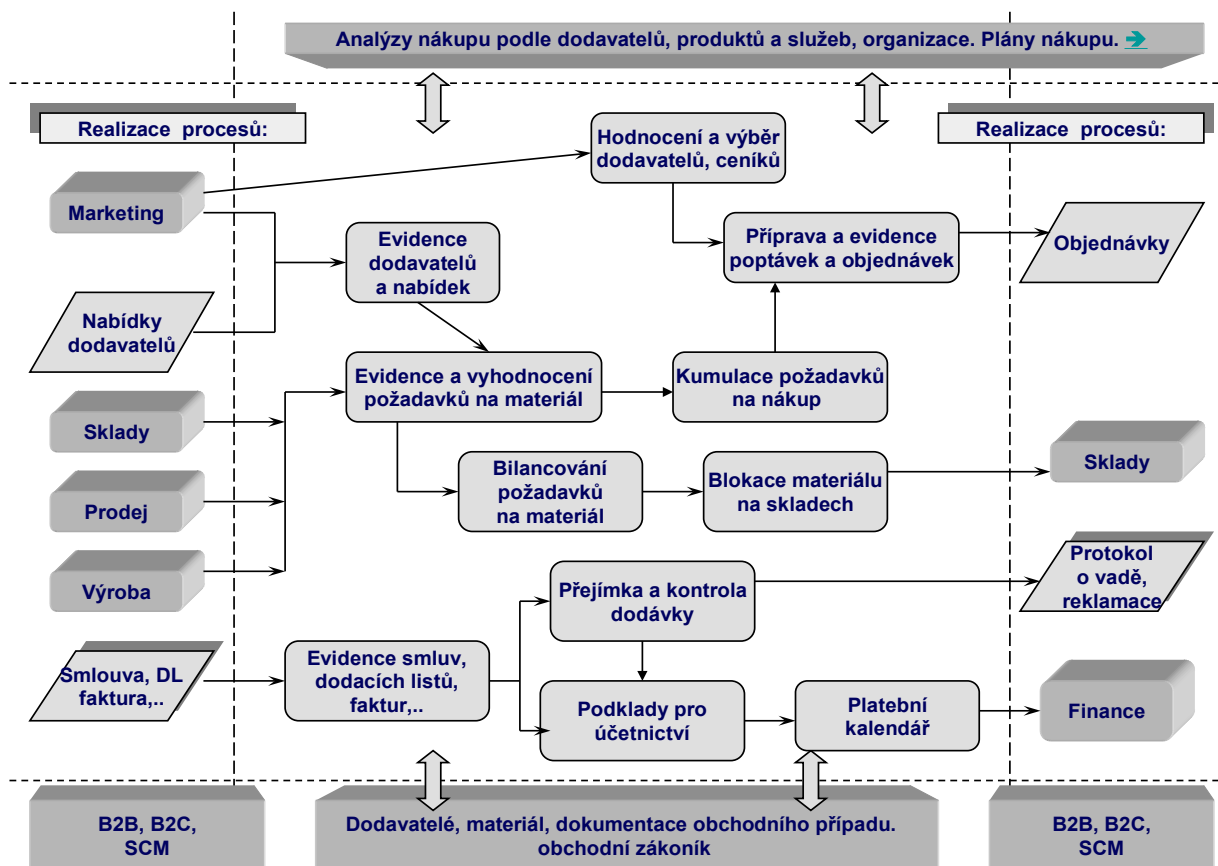 Analýzy nákupu podle dodavatelů, produktů a služeb, organizace. Plány nákupu. ➔
Realizace procesů:
Realizace procesů:
Hodnocení a výběr
dodavatelů, ceníků
Marketing
Evidence
dodavatelů
a nabídek
Příprava a evidence
poptávek a objednávek
Objednávky
Nabídky
dodavatelů
Evidence a vyhodnocení
požadavků na materiál
Kumulace požadavků
na nákup
Sklady
Bilancování
požadavků
na materiál
Blokace materiálu
na skladech
Sklady
Prodej
Výroba
Přejímka a kontrola
dodávky
Protokol
o vadě,
reklamace
Smlouva, DL
faktura,..
Evidence smluv,
dodacích listů,
faktur,..
Podklady pro
účetnictví
Platební
kalendář
Finance
B2B, B2C,
SCM
Dodavatelé, materiál, dokumentace obchodního případu.
obchodní zákoník
B2B, B2C,
SCM